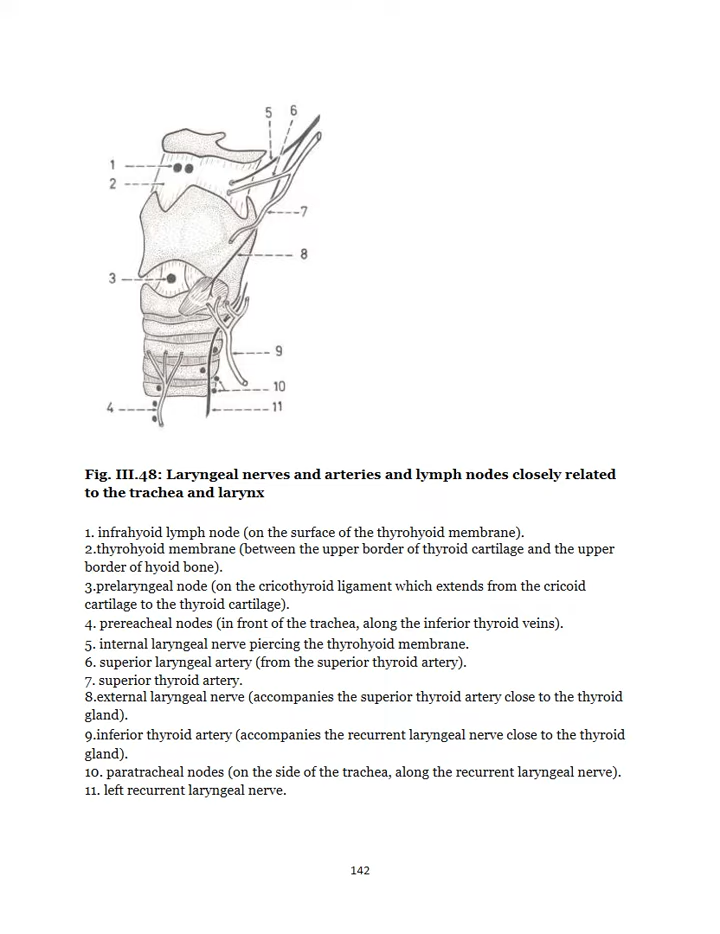 5 6
1
2
7
8
3
9
10
4 11
Fig. III.48: Laryngeal nerves and arteries and lymph nodes closely related
to the trachea and larynx
1. infrahyoid lymph node (on the surface of the thyrohyoid membrane).
2.thyrohyoid membrane (between the upper border of thyroid cartilage and the upper
border of hyoid bone).
3.prelaryngeal node (on the cricothyroid ligament which extends from the cricoid
cartilage to the thyroid cartilage).
4. prereacheal nodes (in front of the trachea, along the inferior thyroid veins).
5. internal laryngeal nerve piercing the thyrohyoid membrane.
6. superior laryngeal artery (from the superior thyroid artery).
7. superior thyroid artery.
8.external laryngeal nerve (accompanies the superior thyroid artery close to the thyroid
gland).
9.inferior thyroid artery (accompanies the recurrent laryngeal nerve close to the thyroid
gland).
10. paratracheal nodes (on the side of the trachea, along the recurrent laryngeal nerve).
11. left recurrent laryngeal nerve.
142